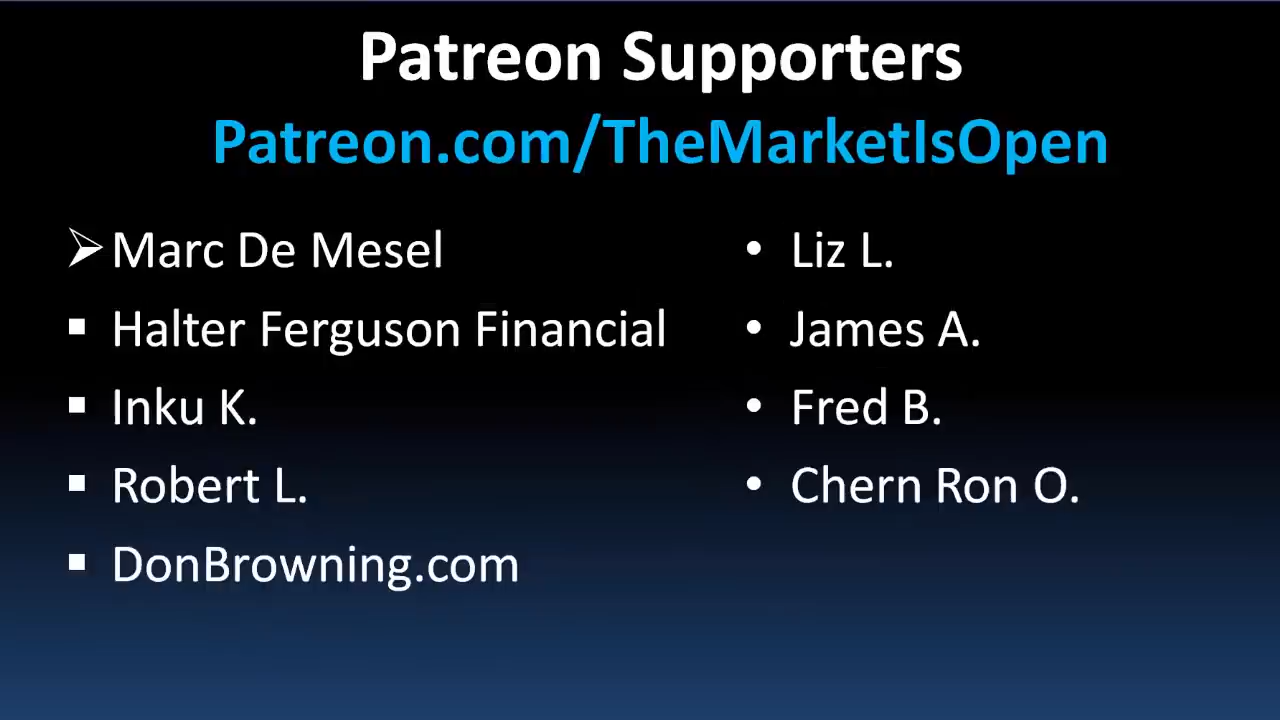 Patreon Supporters
Patreon.com/TheMarketIsOpen
➢Marc De Mesel
▪ Halter Ferguson Financial
▪ Inku K.
▪ Robert L.
▪ DonBrowning.com
• Liz L.
• James A.
• Fred B.
• Chern Ron O.